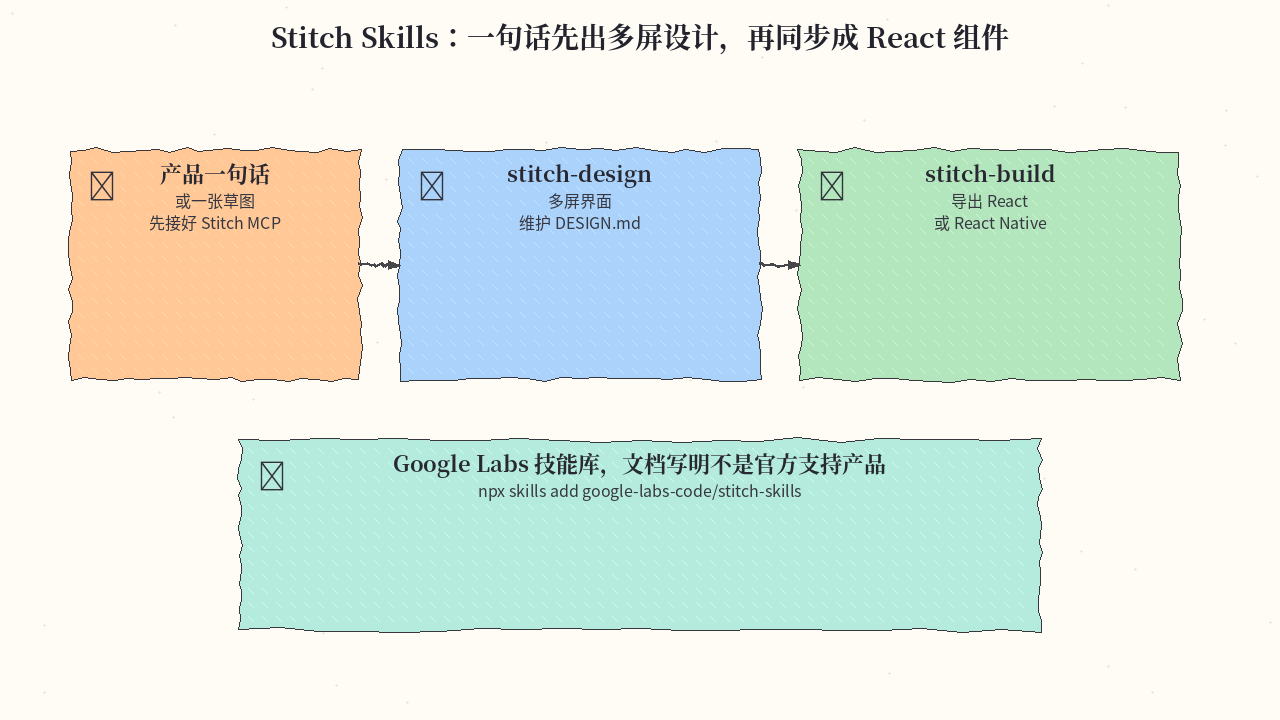 Stitch Skills：一句话先出多屏设计，再同步成 React 组件
产品一句话
或一张草图
先接好 Stitch MCP
stitch-design
多屏界面
维护 DESIGN.md
stitch-build
导出 React
或 React Native
Google Labs 技能库，文档写明不是官方支持产品
npx skills add google-labs-code/stitch-skills